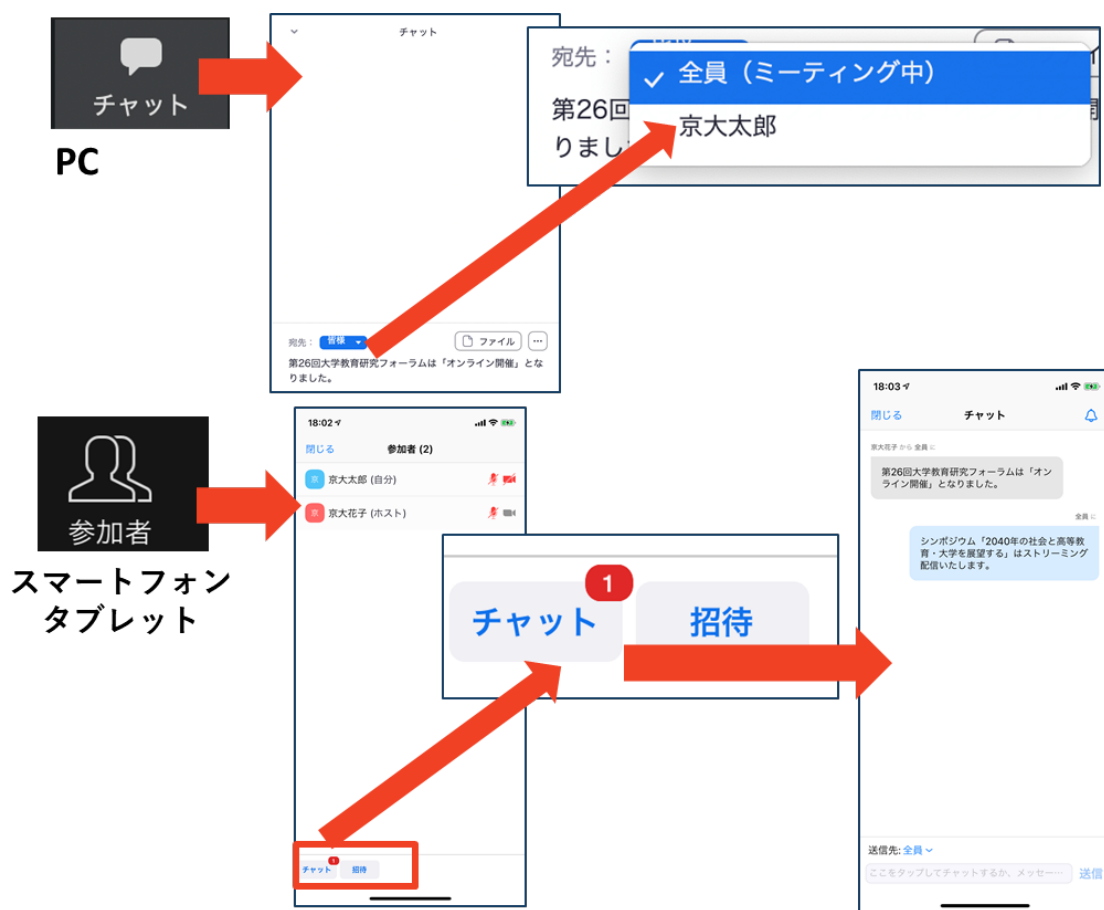 チャット
PC
チャット
宛先：
皆様
ファイル
第26回大学教育研究フォーラムは「オンライン開催」とな
りました。
宛先：
全員（ミーティング中）
第26回
京大太郎
りまし
参加者
スマートフォン
タブレット
18:02
閉じる
参加者 (2)
京 京大太郎 (自分)
京 京大花子 (ホスト)
チャット
1
招待
チャット
1
招待
18:03
閉じる
チャット
京大花子 から 全員 に
第26回大学教育研究フォーラムは「オン
ライン開催」となりました。
全員 に
シンポジウム「2040年の社会と高等教
育・大学を展望する」はストリーミング
配信いたします。
送信先: 全員
ここをタップしてチャットするか、メッセー…
送信